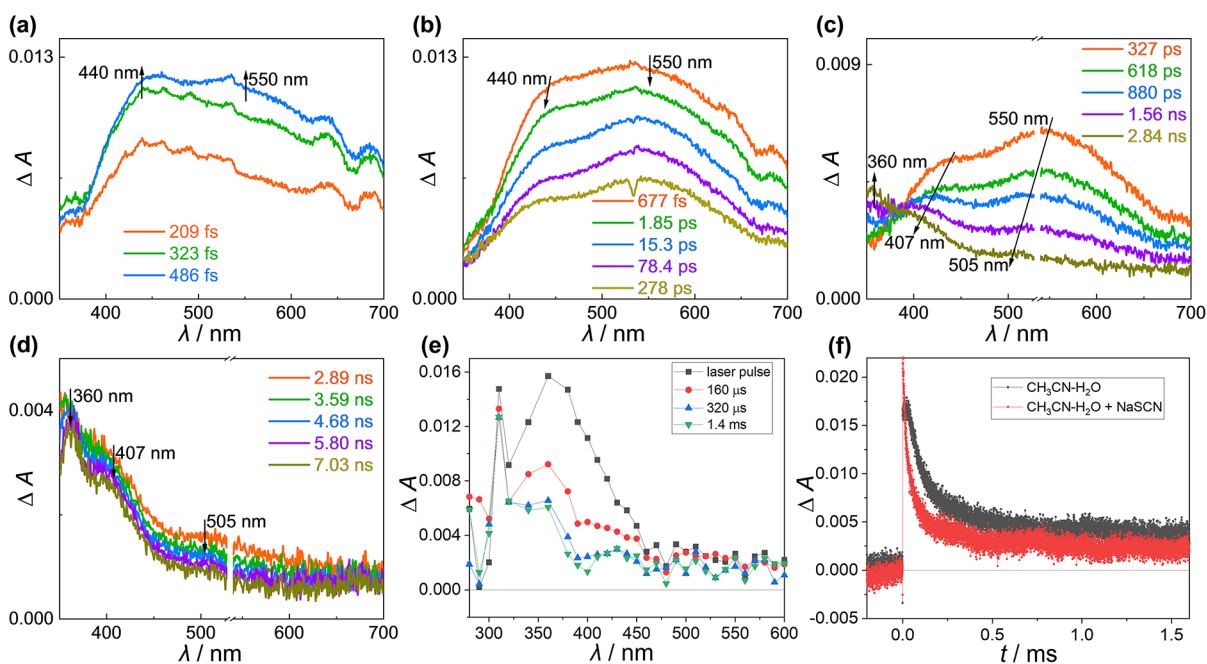 (a)
0.013
440 nm
550 nm
Δ A
209 fs
323 fs
486 fs
0.000
400
500
600
700
λ / nm
(b)
0.013
440 nm
550 nm
Δ A
677 fs
1.85 ps
15.3 ps
78.4 ps
278 ps
0.000
400
500
600
700
λ / nm
(c)
0.009
327 ps
618 ps
880 ps
1.56 ns
2.84 ns
550 nm
360 nm
407 nm
505 nm
Δ A
0.000
400
500
600
700
λ / nm
(d)
0.004
360 nm
407 nm
505 nm
2.89 ns
3.59 ns
4.68 ns
5.80 ns
7.03 ns
Δ A
0.000
400
500
600
700
λ / nm
(e)
0.016
0.012
0.008
0.004
0.000
Δ A
laser pulse
160 μs
320 μs
1.4 ms
300
350
400
450
500
550
600
λ / nm
(f)
0.020
0.015
0.010
0.005
0.000
-0.005
Δ A
CH₃CN-H₂O
CH₃CN-H₂O + NaSCN
0.0
0.5
1.0
1.5
t / ms